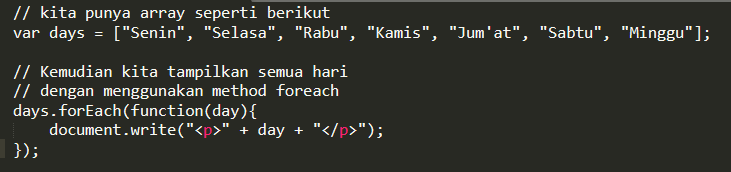 // kita punya array seperti berikut
var days = ["Senin", "Selasa", "Rabu", "Kamis", "Jum'at", "Sabtu", "Minggu"];
// Kemudian kita tampilkan semua hari
// dengan menggunakan method foreach
days.forEach(function(day){
    document.write("<p>" + day + "</p>");
});